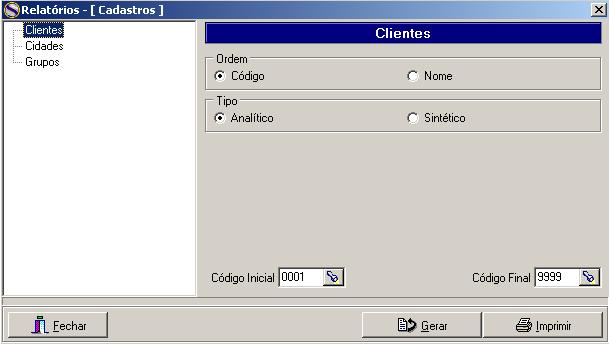 Relatórios - [ Cadastros ]
Clientes
Cidades
Grupos
Clientes
Ordem
Código Nome
Tipo
Analítico Sintético
Código Inicial 0001 Código Final 9999
Fechar Gerar Imprimir